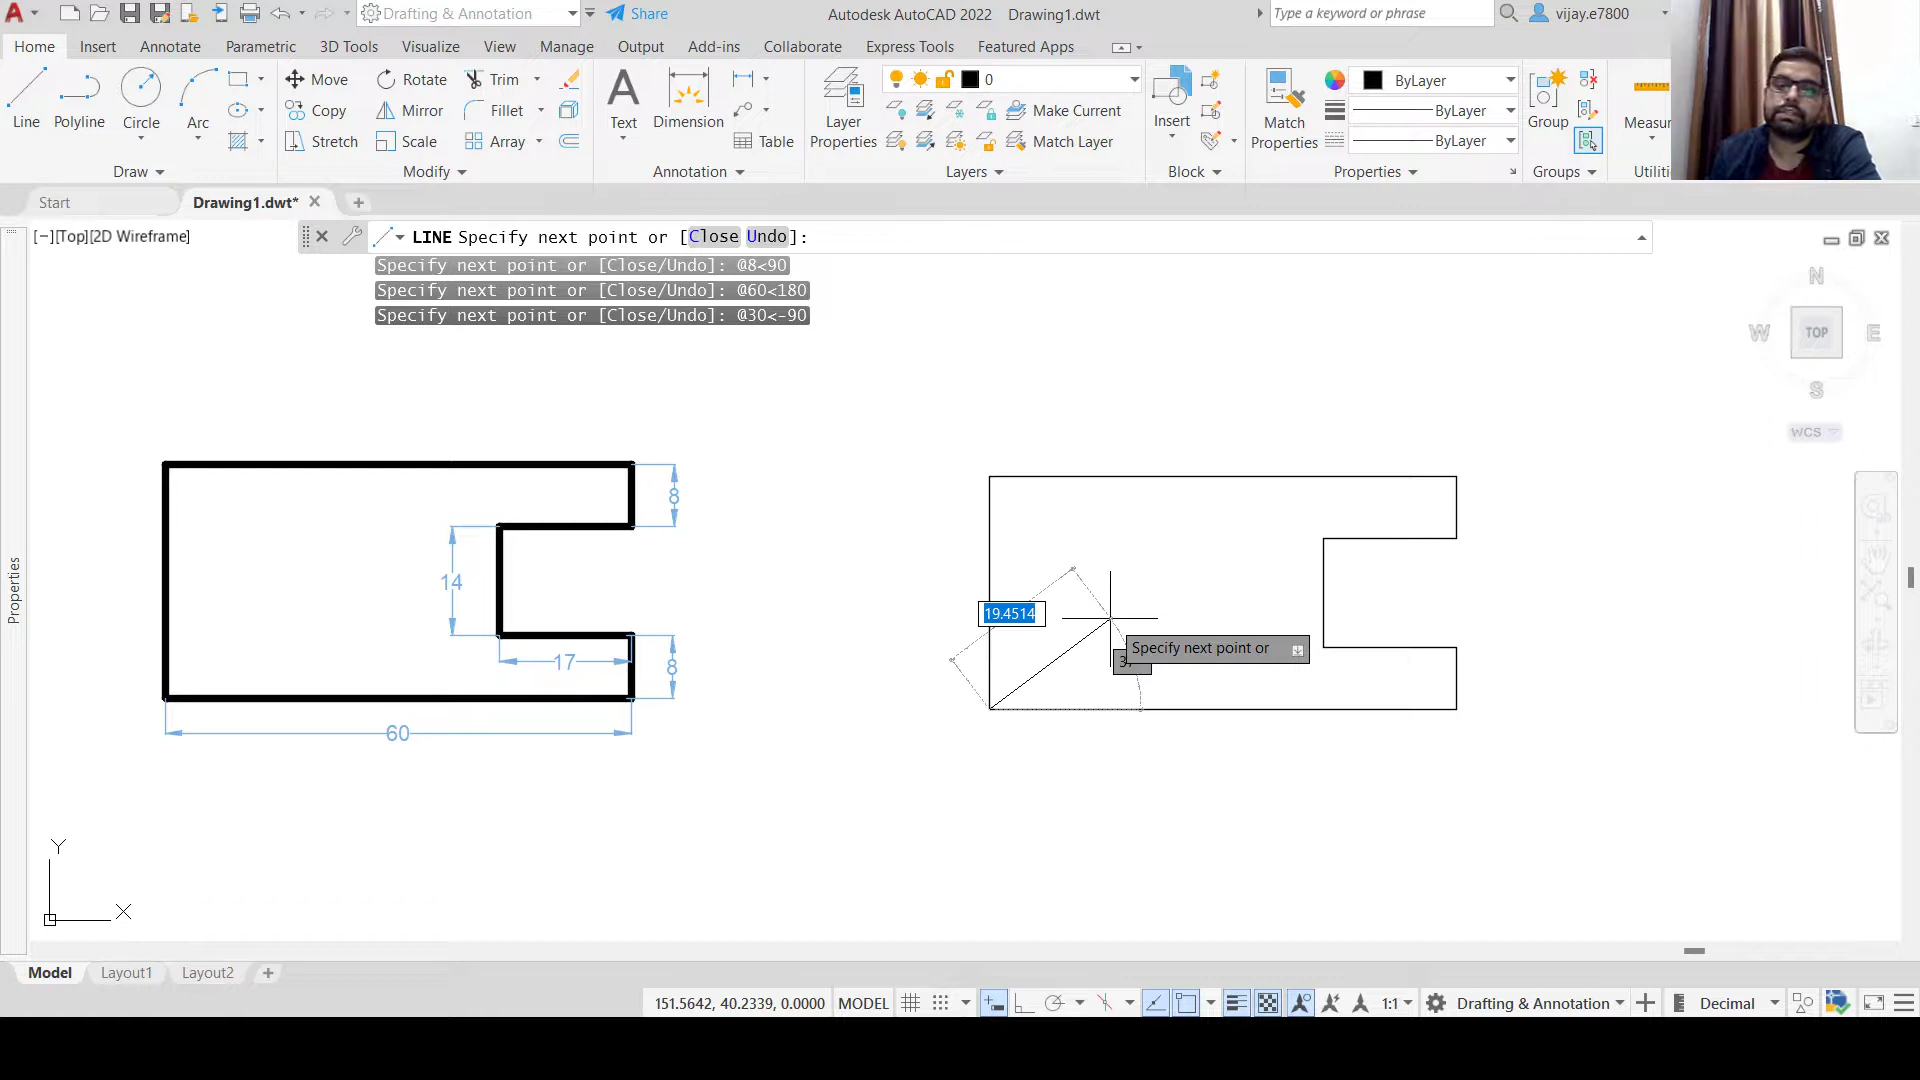 Drafting & Annotation
Share
Autodesk AutoCAD 2022 Drawing1.dwt
Type a keyword or phrase
vijay.e7800
Home Insert Annotate Parametric 3D Tools Visualize View Manage Output Add-ins Collaborate Express Tools Featured Apps
Line
Polyline
Circle
Arc
Move
Rotate
Trim
Copy
Mirror
Fillet
Stretch
Scale
Array
Text
Dimension
Table
Layer
Properties
0
Make Current
Match Layer
Insert
Match
Properties
ByLayer
ByLayer
ByLayer
Group
Measur
Draw
Modify
Annotation
Layers
Block
Properties
Groups
Utiliti
Start
Drawing1.dwt*
[−][Top][2D Wireframe]
LINE Specify next point or [Close Undo]:
Specify next point or [Close/Undo]: @8<90
Specify next point or [Close/Undo]: @60<180
Specify next point or [Close/Undo]: @30<-90
N
W TOP E
S
WCS
Properties
8
14
17
8
60
19.4514
Specify next point or
Y
X
Model Layout1 Layout2
151.5642, 40.2339, 0.0000 MODEL
1:1
Drafting & Annotation
Decimal